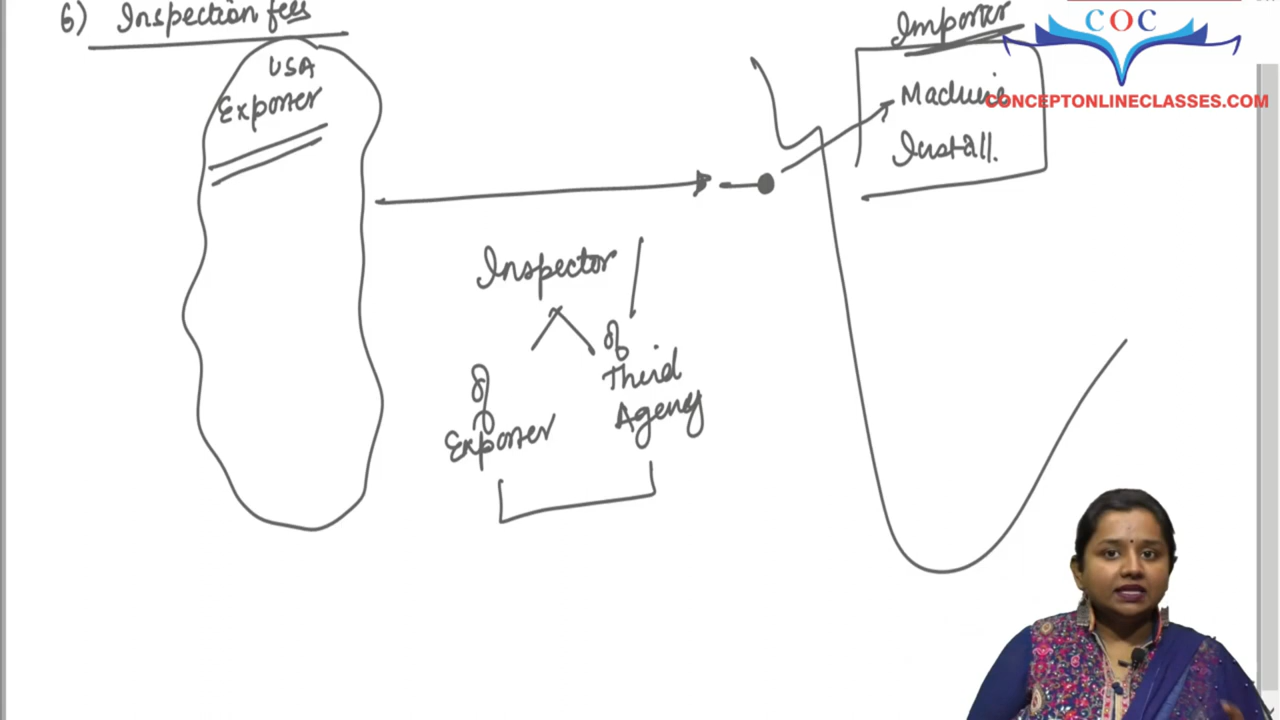 6) Inspection fees
USA
Exporter
Importer
COC
CONCEPTONLINECLASSES.COM
Machine
Install.
Inspector
of
Exporter
of
Third
Agency